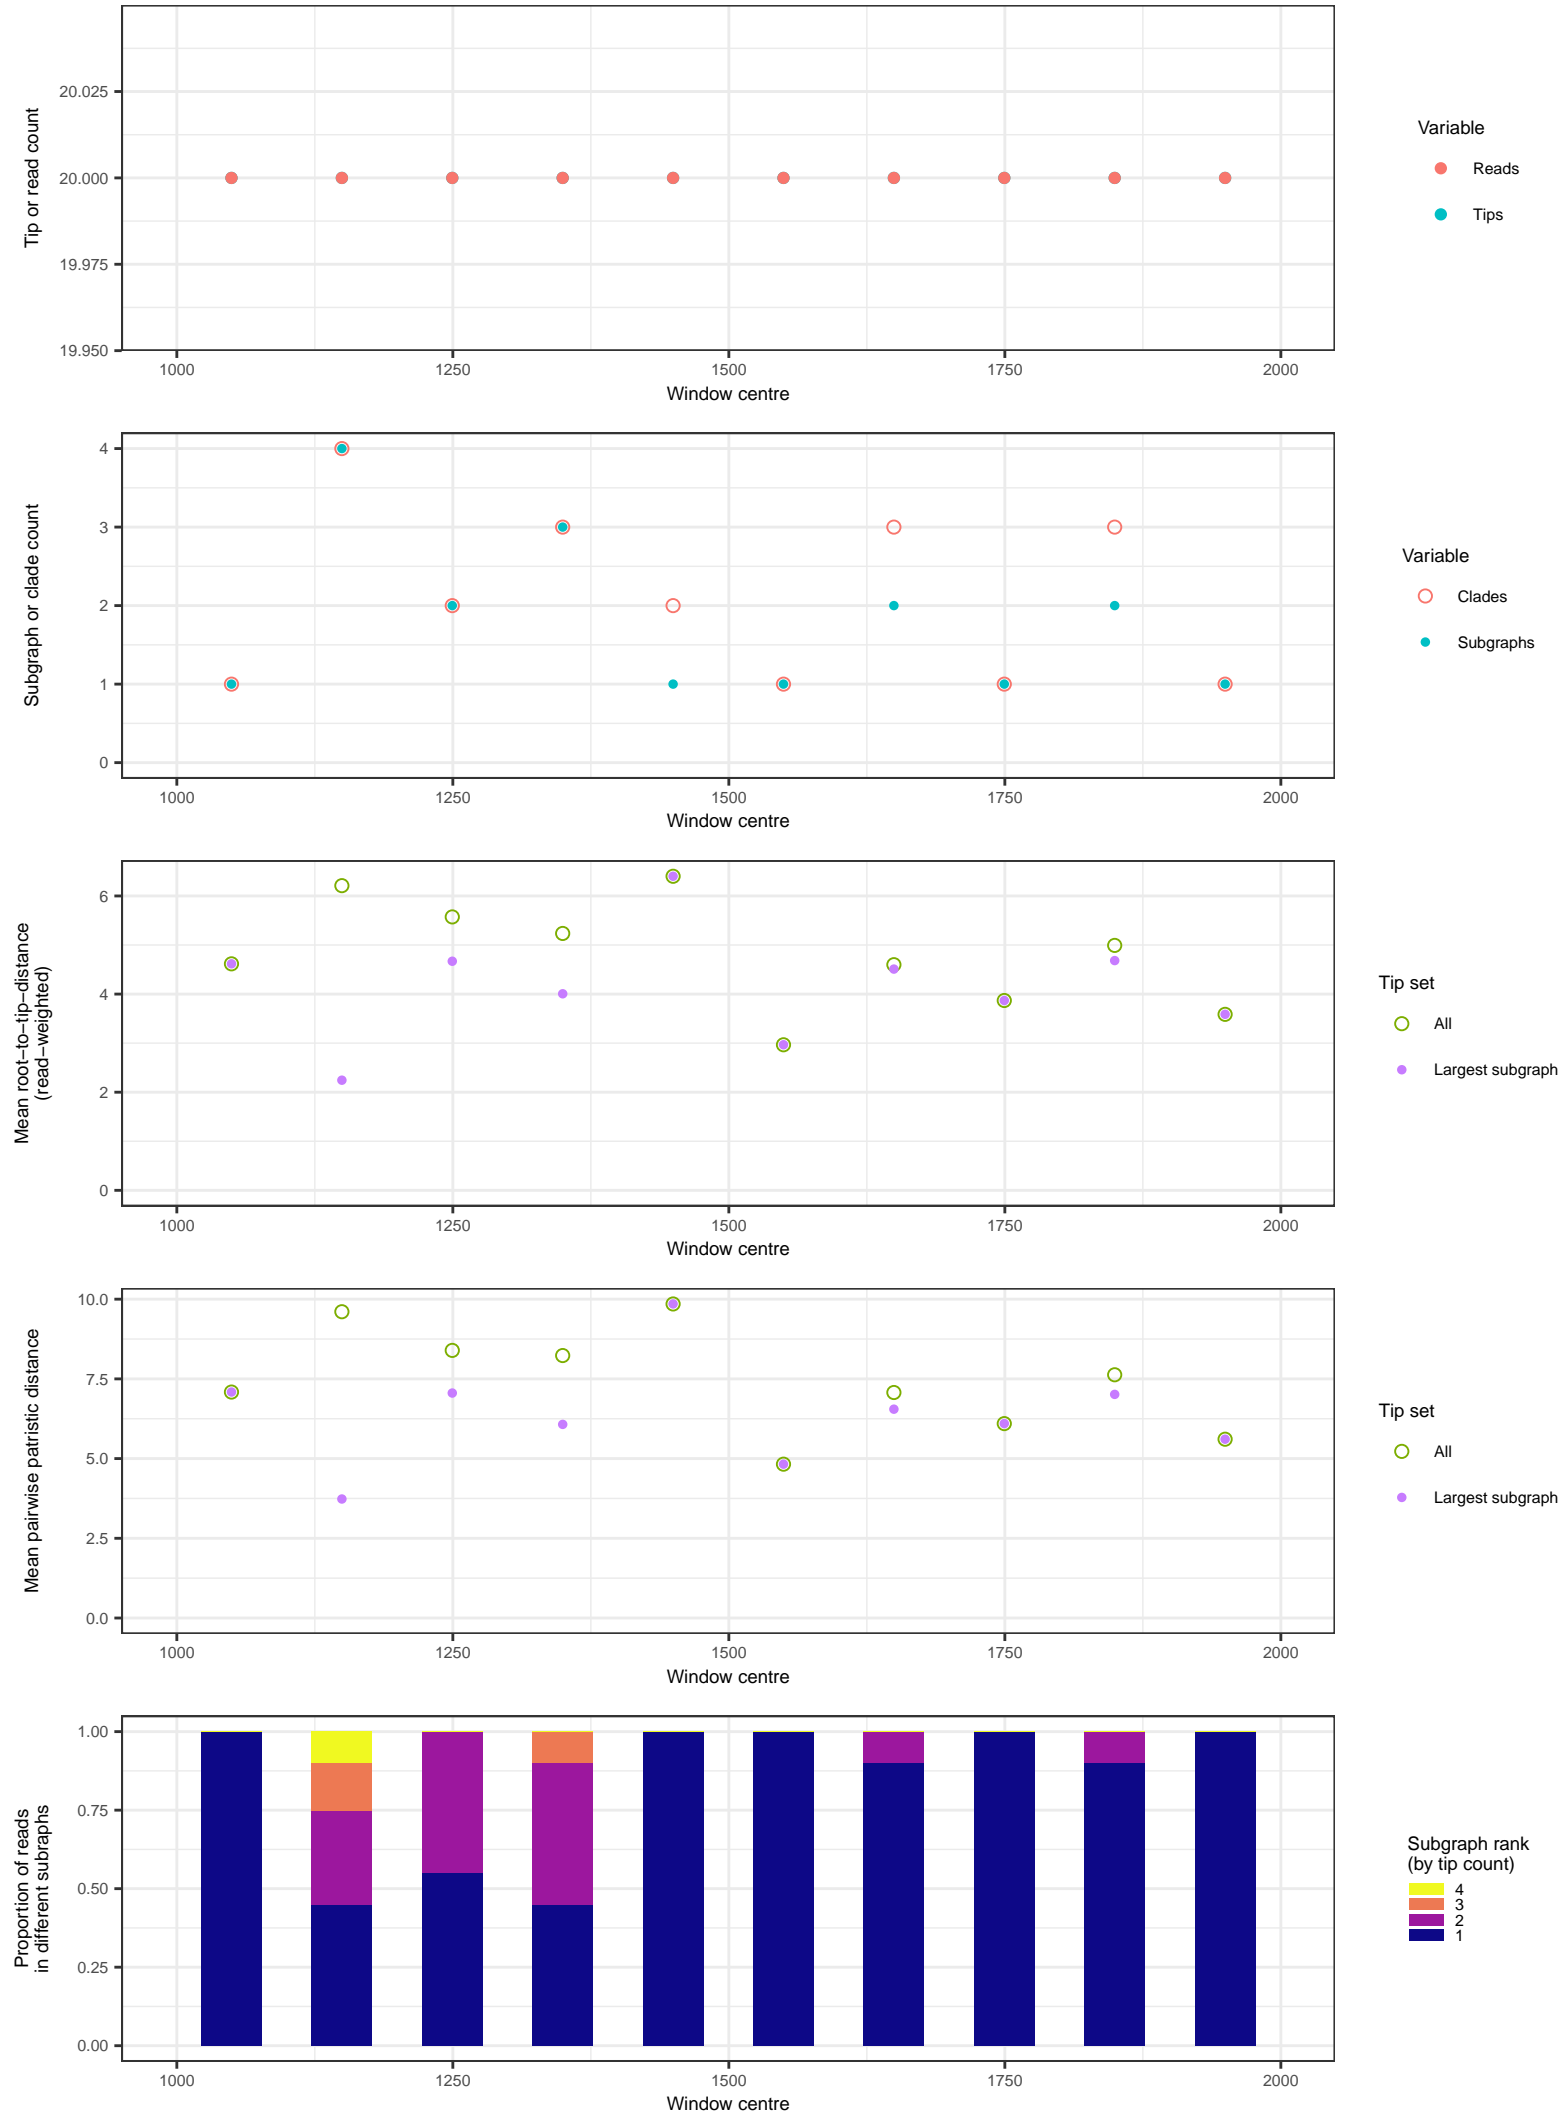 Tip or read count
20.025
20.000
19.975
19.950
1000 1250 1500 1750 2000
Window centre
Variable
Reads
Tips
Subgraph or clade count
4
3
2
1
0
1000 1250 1500 1750 2000
Window centre
Variable
Clades
Subgraphs
Mean root−to−tip−distance
(read−weighted)
6
4
2
0
1000 1250 1500 1750 2000
Window centre
Tip set
All
Largest subgraph
Mean pairwise patristic distance
10.0
7.5
5.0
2.5
0.0
1000 1250 1500 1750 2000
Window centre
Tip set
All
Largest subgraph
Proportion of reads
in different subraphs
1.00
0.75
0.50
0.25
0.00
1000 1250 1500 1750 2000
Window centre
Subgraph rank
(by tip count)
4
3
2
1